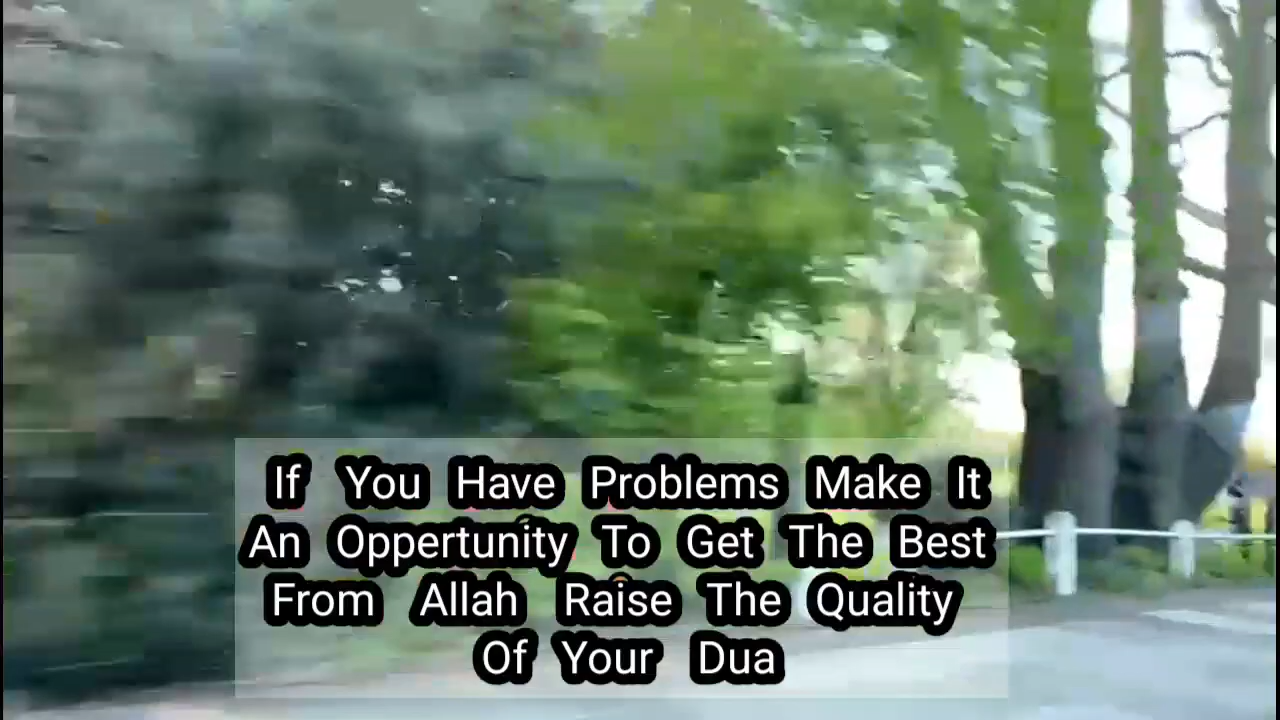 If You Have Problems Make It
An Oppertunity To Get The Best
From Allah Raise The Quality
Of Your Dua